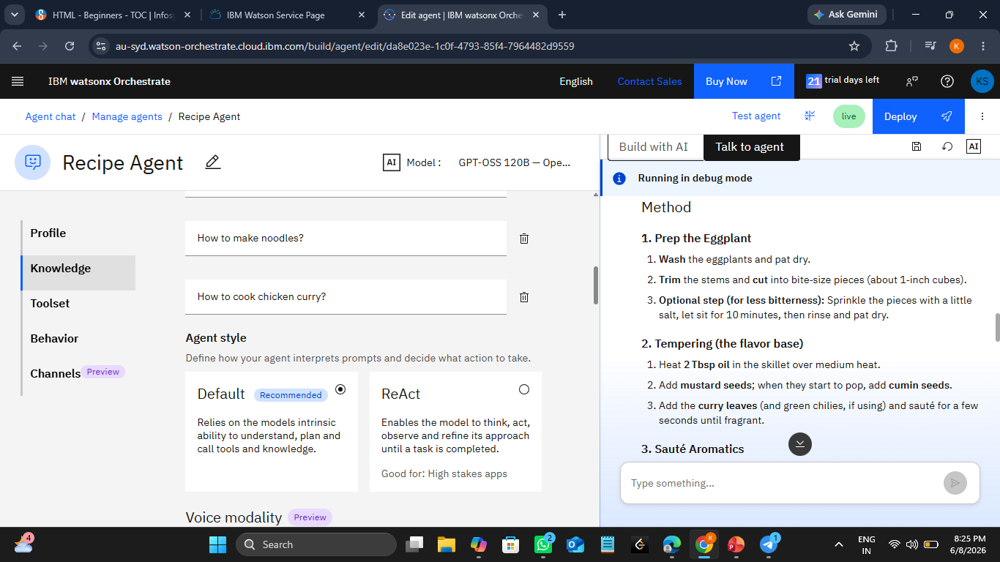 HTML - Beginners - TOC | Infosy
IBM Watson Service Page
Edit agent | IBM watsonx Orche
Ask Gemini
au-syd.watson-orchestrate.cloud.ibm.com/build/agent/edit/da8e023e-1c0f-4793-85f4-7964482d9559
K
IBM watsonx Orchestrate
English
Contact Sales
Buy Now
21 trial days left
KS
Agent chat / Manage agents / Recipe Agent
Test agent
live
Deploy
Recipe Agent
AI Model :
GPT-OSS 120B — Ope...
Profile
Knowledge
Toolset
Behavior
Channels Preview
How to make noodles?
How to cook chicken curry?
Agent style
Define how your agent interprets prompts and decide what action to take.
Default Recommended
Relies on the models intrinsic
ability to understand, plan and
call tools and knowledge.
ReAct
Enables the model to think, act,
observe and refine its approach
until a task is completed.
Good for: High stakes apps
Voice modality Preview
Build with AI
Talk to agent
AI
Running in debug mode
Method
1. Prep the Eggplant
1. Wash the eggplants and pat dry.
2. Trim the stems and cut into bite-size pieces (about 1-inch cubes).
3. Optional step (for less bitterness): Sprinkle the pieces with a little
salt, let sit for 10 minutes, then rinse and pat dry.
2. Tempering (the flavor base)
1. Heat 2 Tbsp oil in the skillet over medium heat.
2. Add mustard seeds; when they start to pop, add cumin seeds.
3. Add the curry leaves (and green chilies, if using) and sauté for a few
seconds until fragrant.
3. Sauté Aromatics
Type something...
4
Search
2
K
P
1
ENG
IN
8:25 PM
6/8/2026